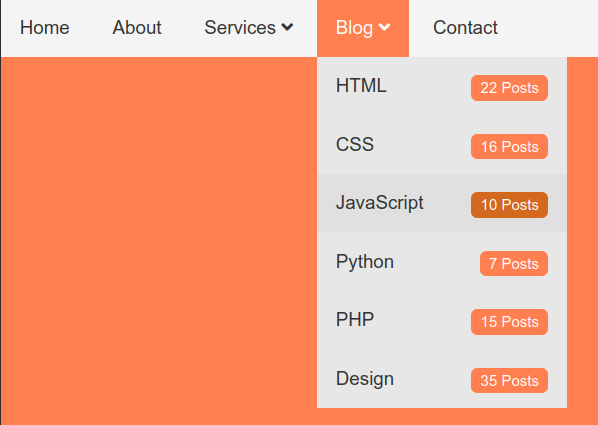 Home About Services Blog Contact
HTML 22 Posts
CSS 16 Posts
JavaScript 10 Posts
Python 7 Posts
PHP 15 Posts
Design 35 Posts